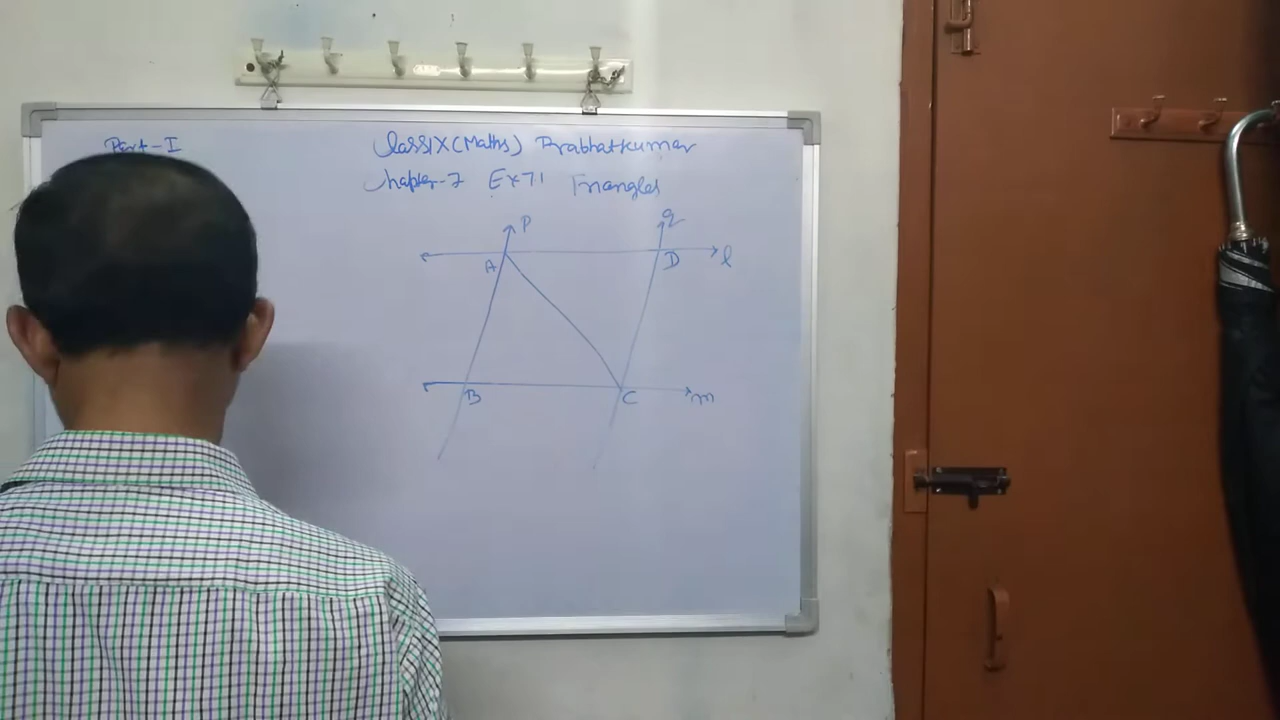 Part-I
Class IX (Maths) Prabhat Kumar
Chapter-7 Ex 7.1 Triangles
P
q
A
D
l
B
C
m